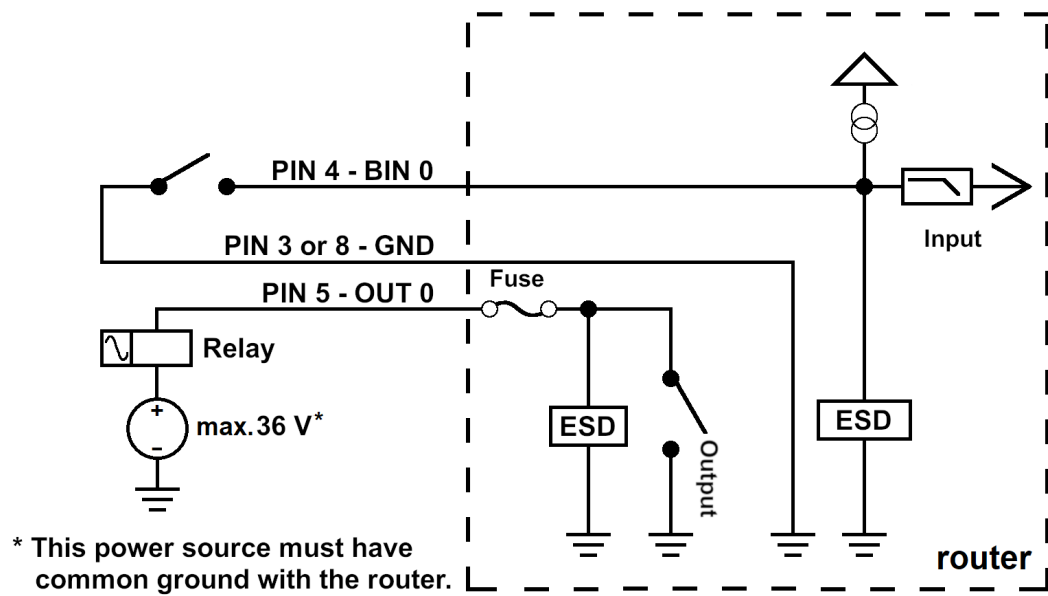 PIN 4 - BIN 0
Input
PIN 3 or 8 - GND
Fuse
PIN 5 - OUT 0
Relay
+
max. 36 V*
-
ESD
Output
ESD
* This power source must have
common ground with the router.
router